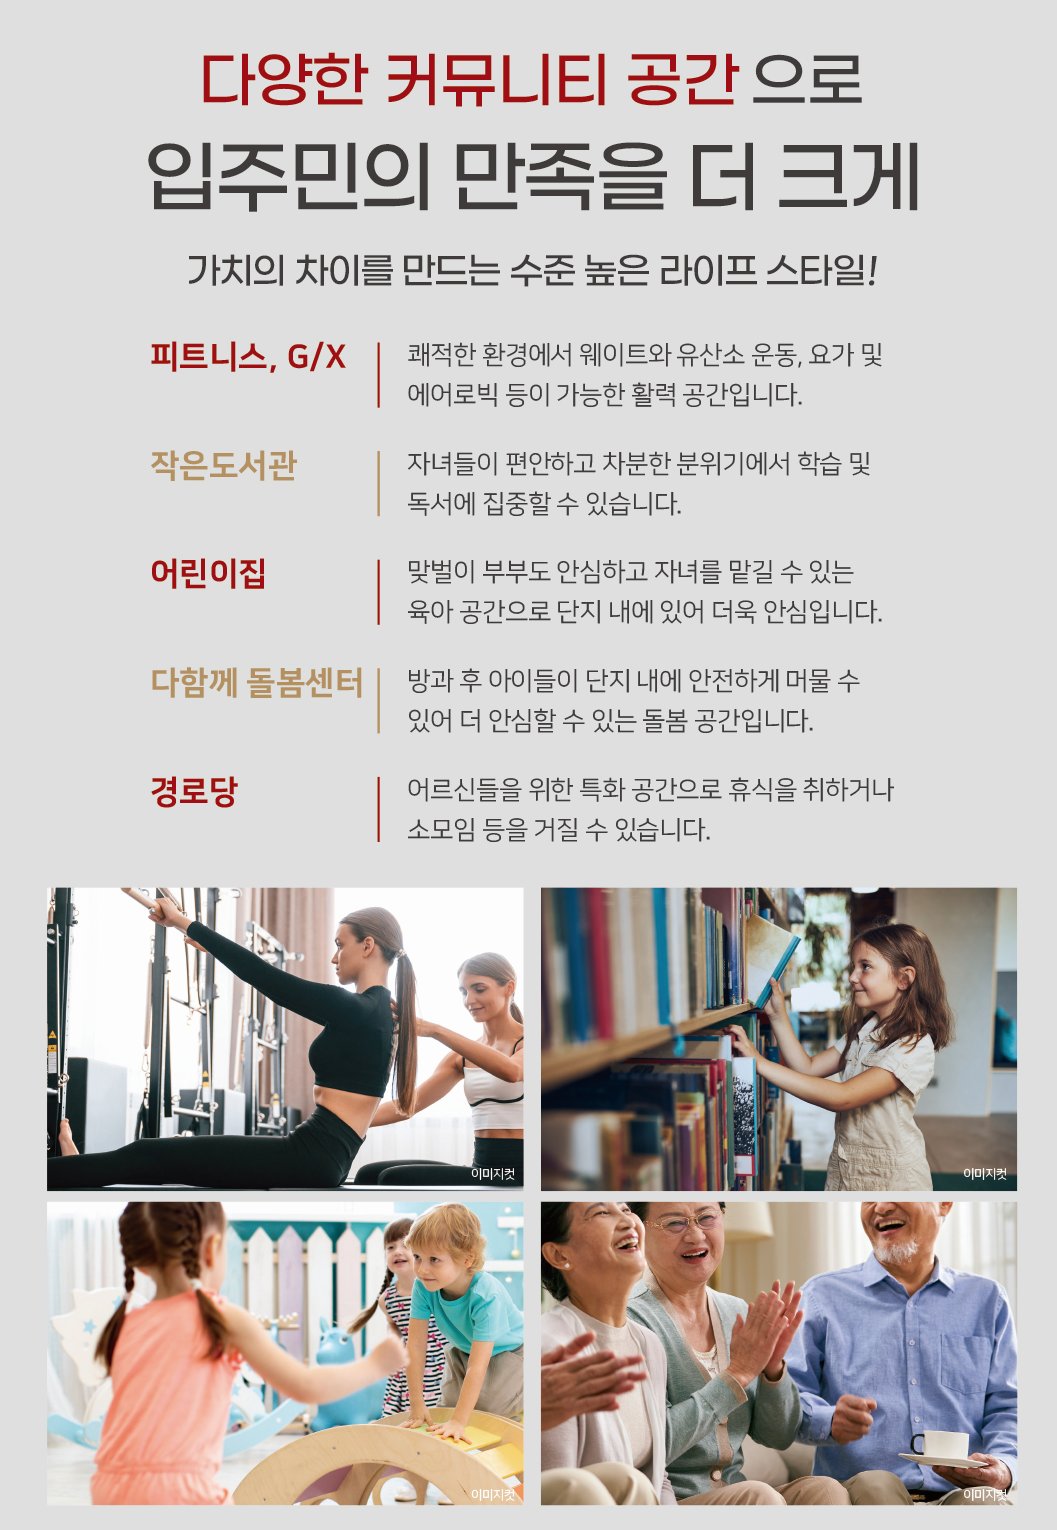 다양한 커뮤니티 공간으로
입주민의 만족을 더 크게
가치의 차이를 만드는 수준 높은 라이프 스타일!
피트니스, G/X
쾌적한 환경에서 웨이트와 유산소 운동, 요가 및
에어로빅 등이 가능한 활력 공간입니다.
작은도서관
자녀들이 편안하고 차분한 분위기에서 학습 및
독서에 집중할 수 있습니다.
어린이집
맞벌이 부부도 안심하고 자녀를 맡길 수 있는
육아 공간으로 단지 내에 있어 더욱 안심입니다.
다함께 돌봄센터
방과 후 아이들이 단지 내에 안전하게 머물 수
있어 더 안심할 수 있는 돌봄 공간입니다.
경로당
어르신들을 위한 특화 공간으로 휴식을 취하거나
소모임 등을 거질 수 있습니다.
이미지컷
이미지컷
이미지컷
이미지컷